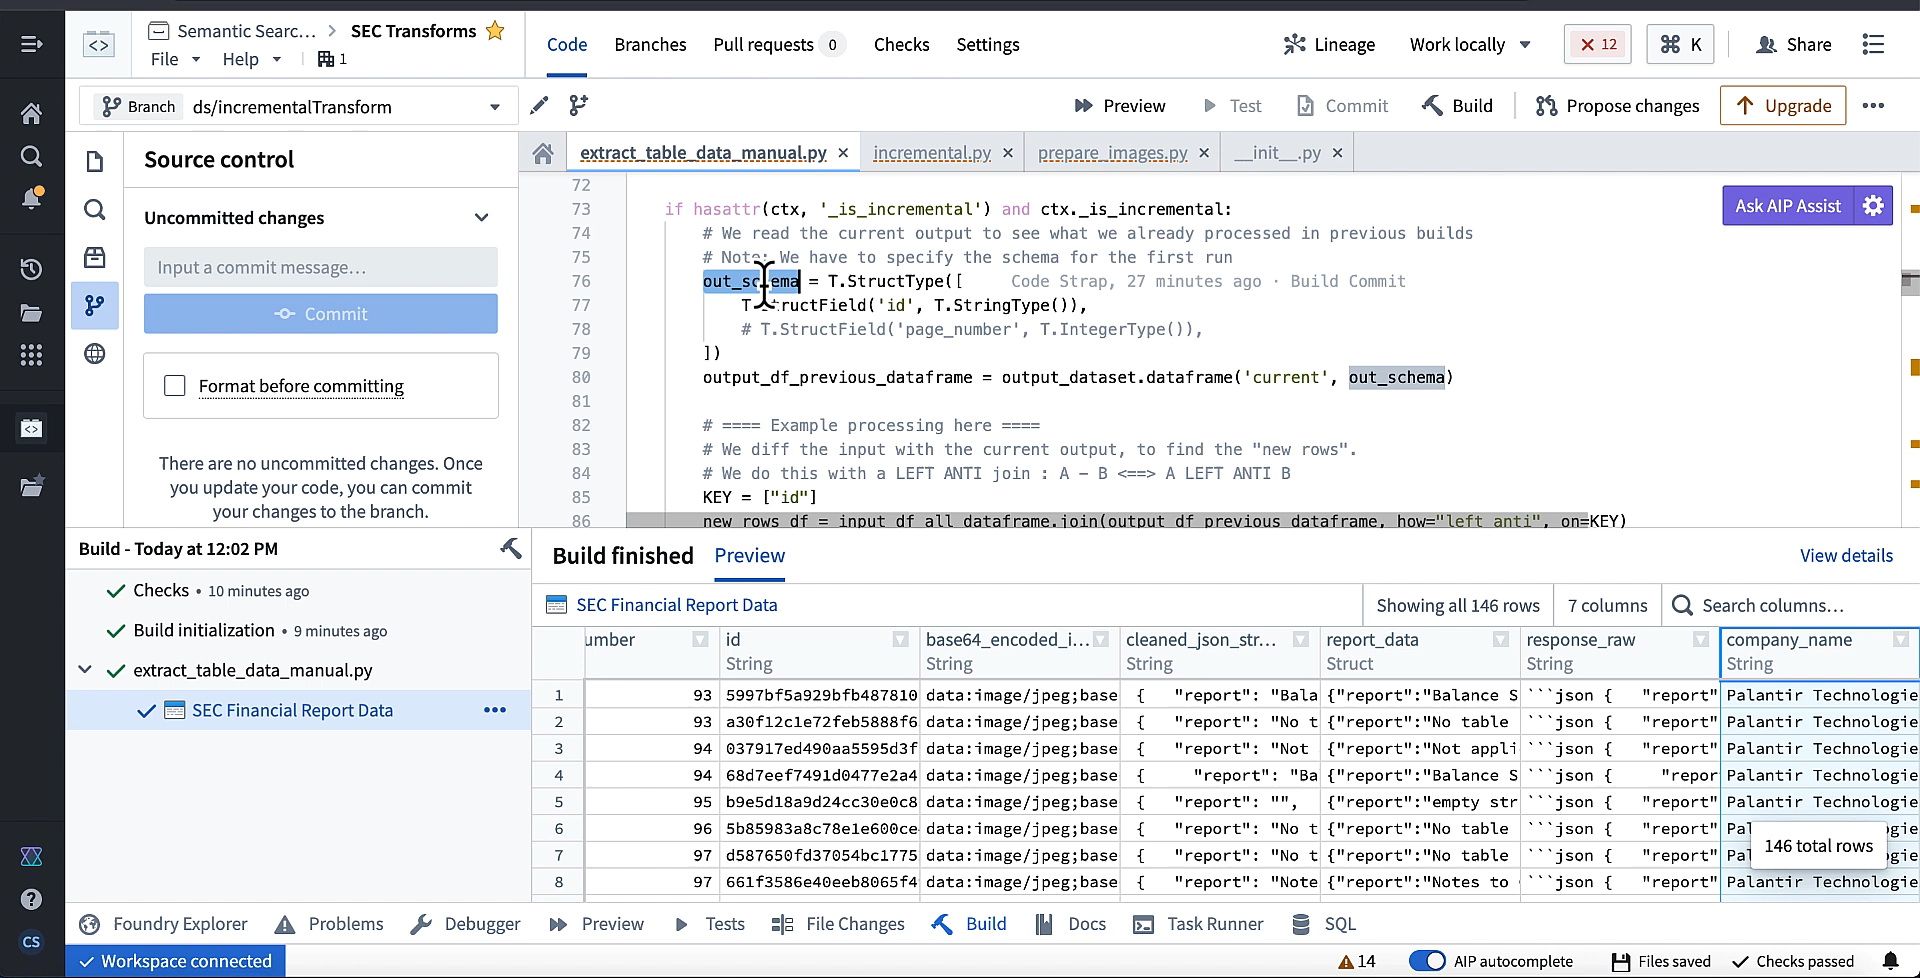 Semantic Searc... > SEC Transforms
File Help 1
Code Branches Pull requests 0 Checks Settings
Lineage Work locally 12 ⌘ K Share
Branch ds/incrementalTransform
Preview Test Commit Build Propose changes Upgrade
Source control
Uncommitted changes
Input a commit message...
Commit
Format before committing
There are no uncommitted changes. Once
you update your code, you can commit
your changes to the branch.
extract_table_data_manual.py incremental.py prepare_images.py __init__.py
Ask AIP Assist
72
73 if hasattr(ctx, '_is_incremental') and ctx._is_incremental:
74 # We read the current output to see what we already processed in previous builds
75 # Note: We have to specify the schema for the first run
76 out_schema = T.StructType([ Code Strap, 27 minutes ago · Build Commit
77 T.StructField('id', T.StringType()),
78 # T.StructField('page_number', T.IntegerType()),
79 ])
80 output_df_previous_dataframe = output_dataset.dataframe('current', out_schema)
81
82 # ==== Example processing here ====
83 # We diff the input with the current output, to find the "new rows".
84 # We do this with a LEFT ANTI join : A - B <==> A LEFT ANTI B
85 KEY = ["id"]
86 new_rows_df = input_df_all_dataframe.join(output_df_previous_dataframe, how="left_anti", on=KEY)
Build - Today at 12:02 PM
Checks • 10 minutes ago
Build initialization • 9 minutes ago
extract_table_data_manual.py
SEC Financial Report Data
Build finished Preview View details
SEC Financial Report Data Showing all 146 rows 7 columns Search columns...
umber id base64_encoded_i... cleaned_json_str... report_data response_raw company_name
String String String Struct String String
1 93 5997bf5a929bfb487810 data:image/jpeg;base { "report": "Bala {"report":"Balance S ```json { "report" Palantir Technologie
2 93 a30f12c1e72feb5888f6 data:image/jpeg;base { "report": "No t {"report":"No table ```json { "report" Palantir Technologie
3 94 037917ed490aa5595d3f data:image/jpeg;base { "report": "Not {"report":"Not appli ```json { "report" Palantir Technologie
4 94 68d7eef7491d0477e2a4 data:image/jpeg;base { "report": "Ba {"report":"Balance S ```json { "repor Palantir Technologie
5 95 b9e5d18a9d24cc30e0c8 data:image/jpeg;base { "report": "", {"report":"empty str ```json { "report" Palantir Technologie
6 96 5b85983a8c78e1e600ce data:image/jpeg;base { "report": "No t {"report":"No table ```json { "report" Pal gie
7 97 d587650fd37054bc1775 data:image/jpeg;base { "report": "No t {"report":"No table ```json { "report" Pal gie
8 97 661f3586e40eeb8065f4 data:image/jpeg;base { "report": "Note {"report":"Notes to ```json { "report" Palantir Technologie
146 total rows
Foundry Explorer Problems Debugger Preview Tests File Changes Build Docs Task Runner SQL
CS
Workspace connected 14 AIP autocomplete Files saved Checks passed